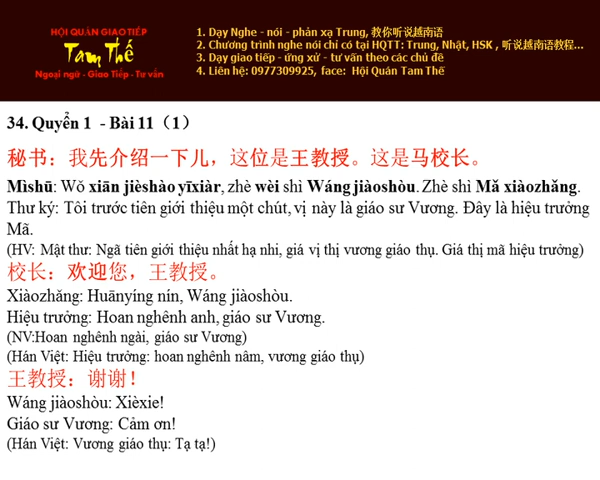 HỘI QUÁN GIAO TIẾP
Tam Thế
Ngoại ngữ - Giao Tiếp - Tư vấn
1. Dạy Nghe - nói - phản xạ Trung, 教你听说越南语
2. Chương trình nghe nói chỉ có tại HQTT: Trung, Nhật, HSK , 听说越南语教程...
3. Dạy giao tiếp - ứng xử - tư vấn theo các chủ đề
4. Liên hệ: 0977309925, face: Hội Quán Tam Thế
34. Quyển 1 - Bài 11（1）
秘书：我先介绍一下儿，这位是王教授。这是马校长。
Mìshū: Wǒ xiān jièshào yīxiàr, zhè wèi shì Wáng jiàoshòu. Zhè shì Mǎ xiàozhǎng.
Thư ký: Tôi trước tiên giới thiệu một chút, vị này là giáo sư Vương. Đây là hiệu trưởng
Mã.
(HV: Mật thư: Ngã tiên giới thiệu nhất hạ nhi, giá vị thị vương giáo thụ. Giá thị mã hiệu trưởng)
校长：欢迎您，王教授。
Xiàozhǎng: Huānyíng nín, Wáng jiàoshòu.
Hiệu trưởng: Hoan nghênh anh, giáo sư Vương.
(NV:Hoan nghênh ngài, giáo sư Vương)
(Hán Việt: Hiệu trưởng: hoan nghênh nâm, vương giáo thụ)
王教授：谢谢！
Wáng jiàoshòu: Xièxie!
Giáo sư Vương: Cảm ơn!
(Hán Việt: Vương giáo thụ: Tạ tạ!)